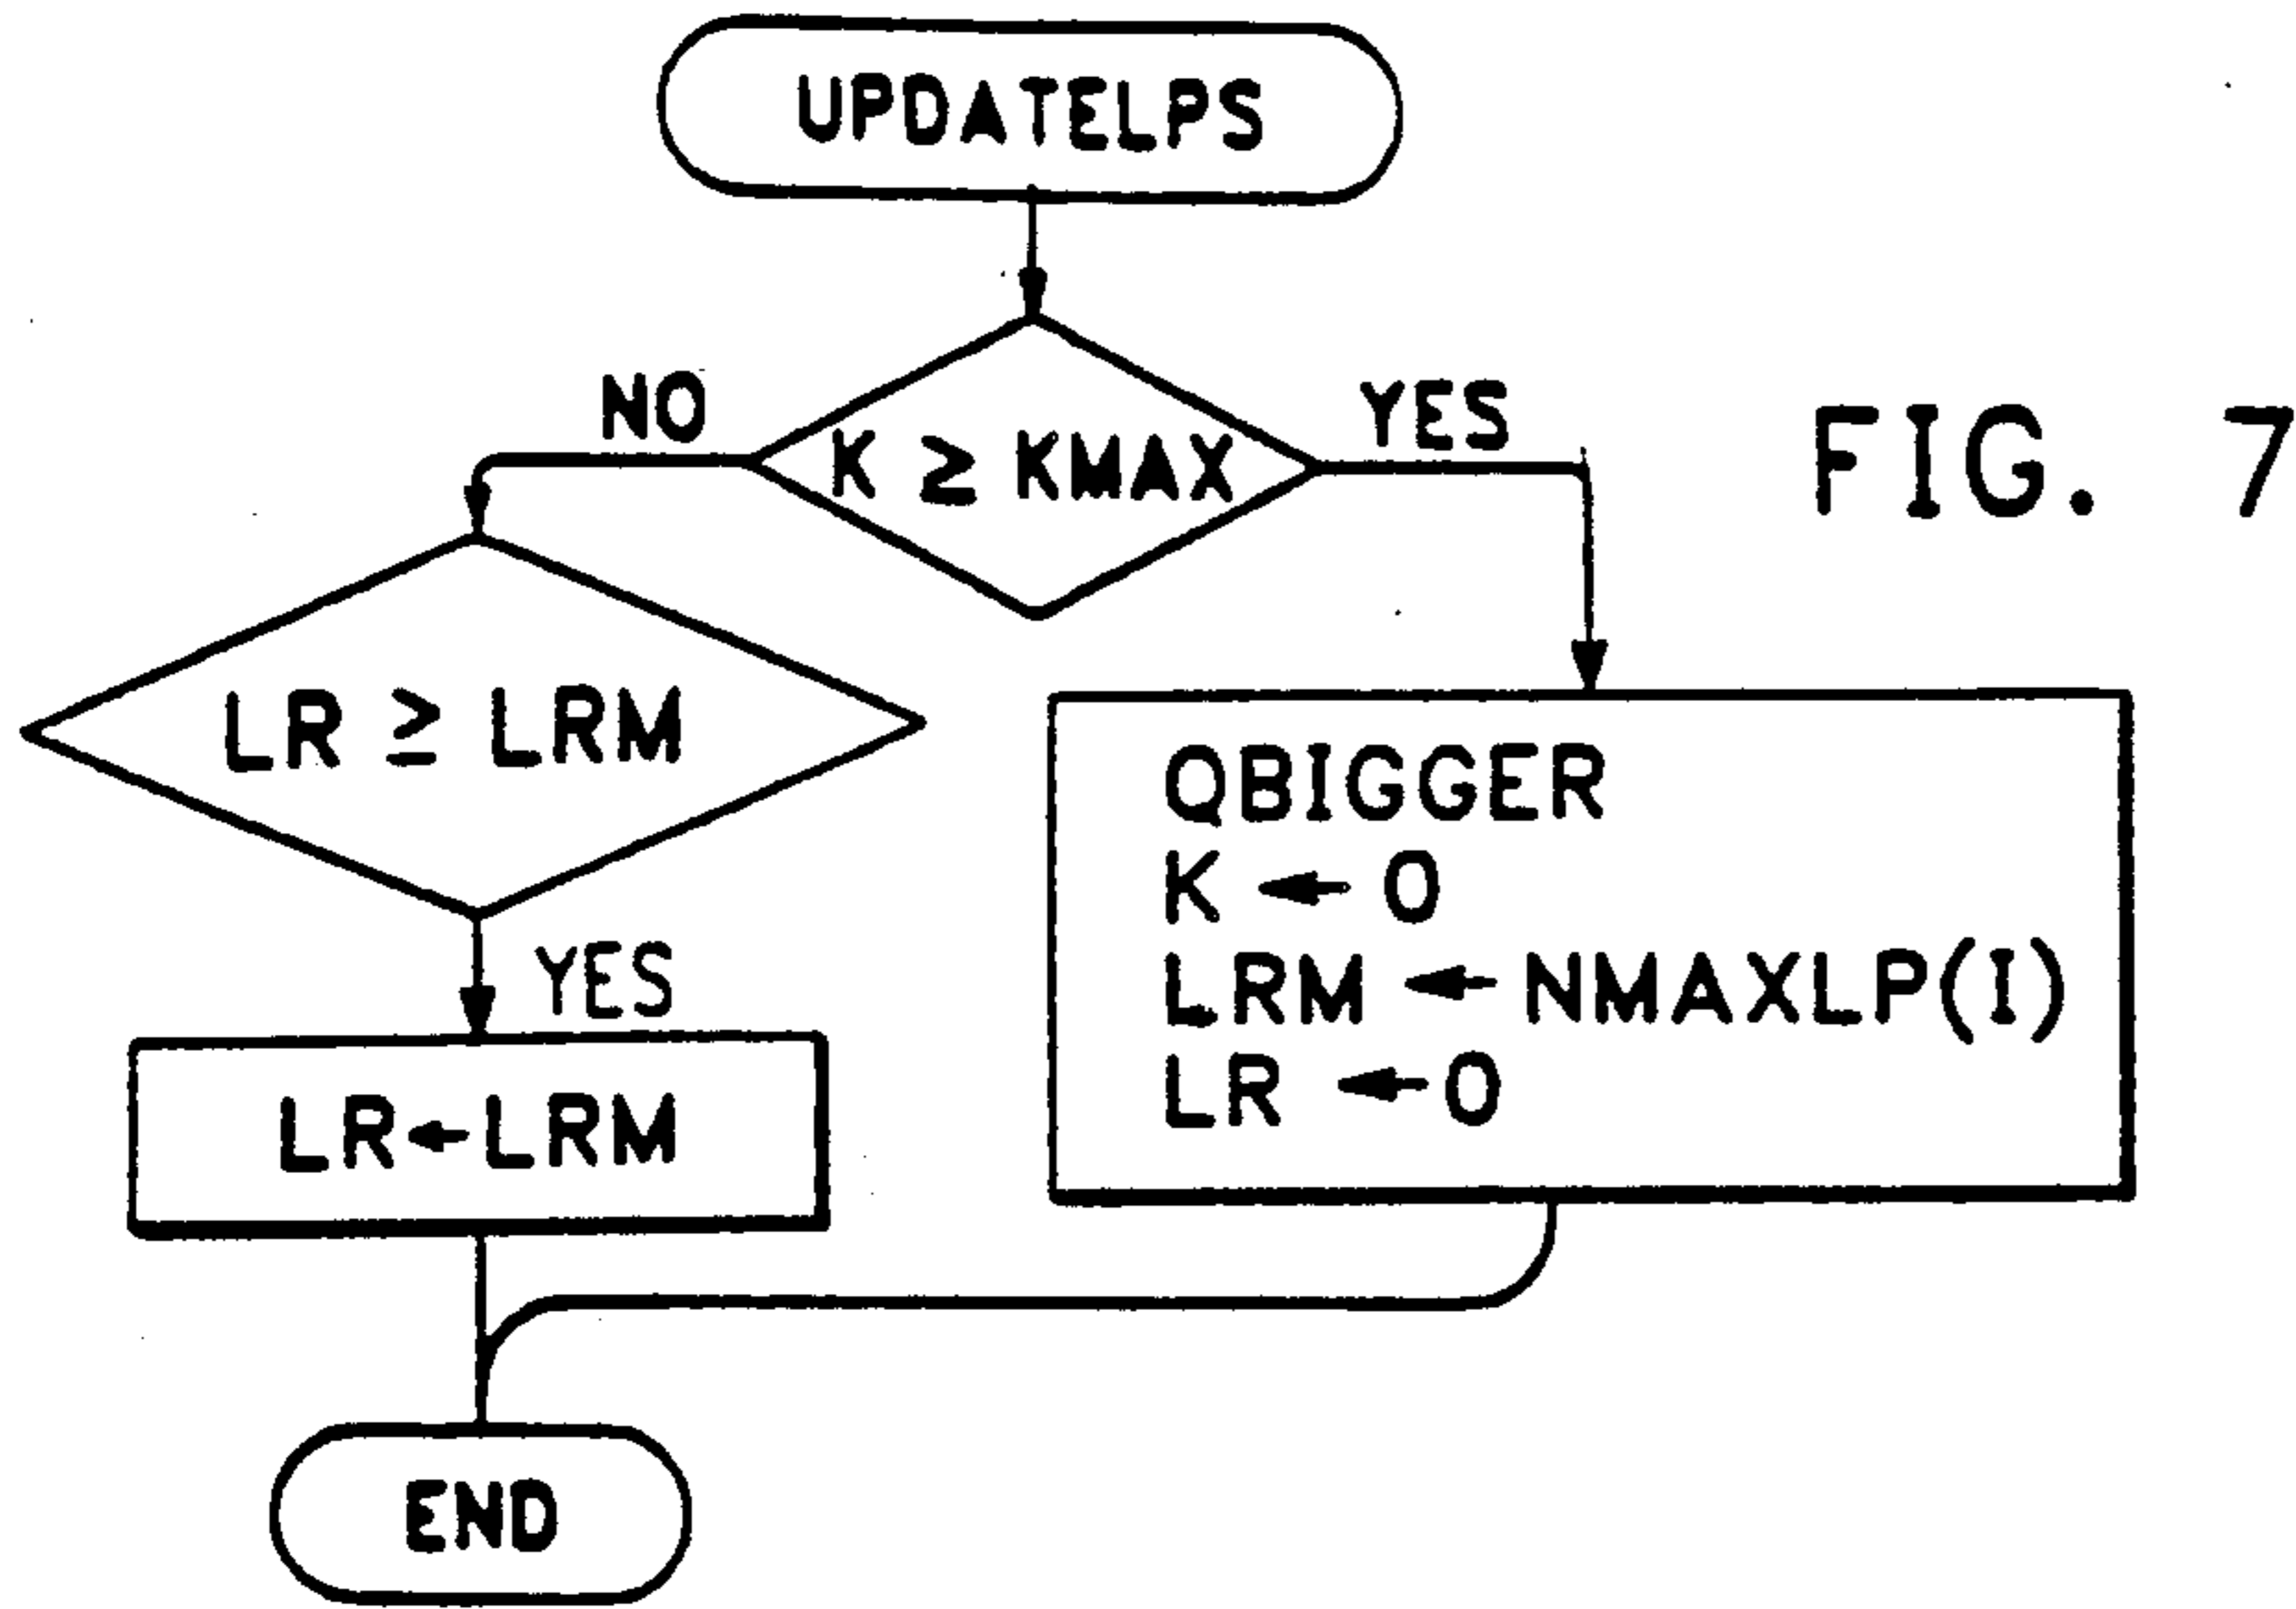 UPDATELPS
NO
YES
K ≥ KMAX
FIG. 7
LR ≥ LRM
YES
LR←LRM
QBIGGER
K ← 0
LRM ← NMAXLP(I)
LR ← 0
END